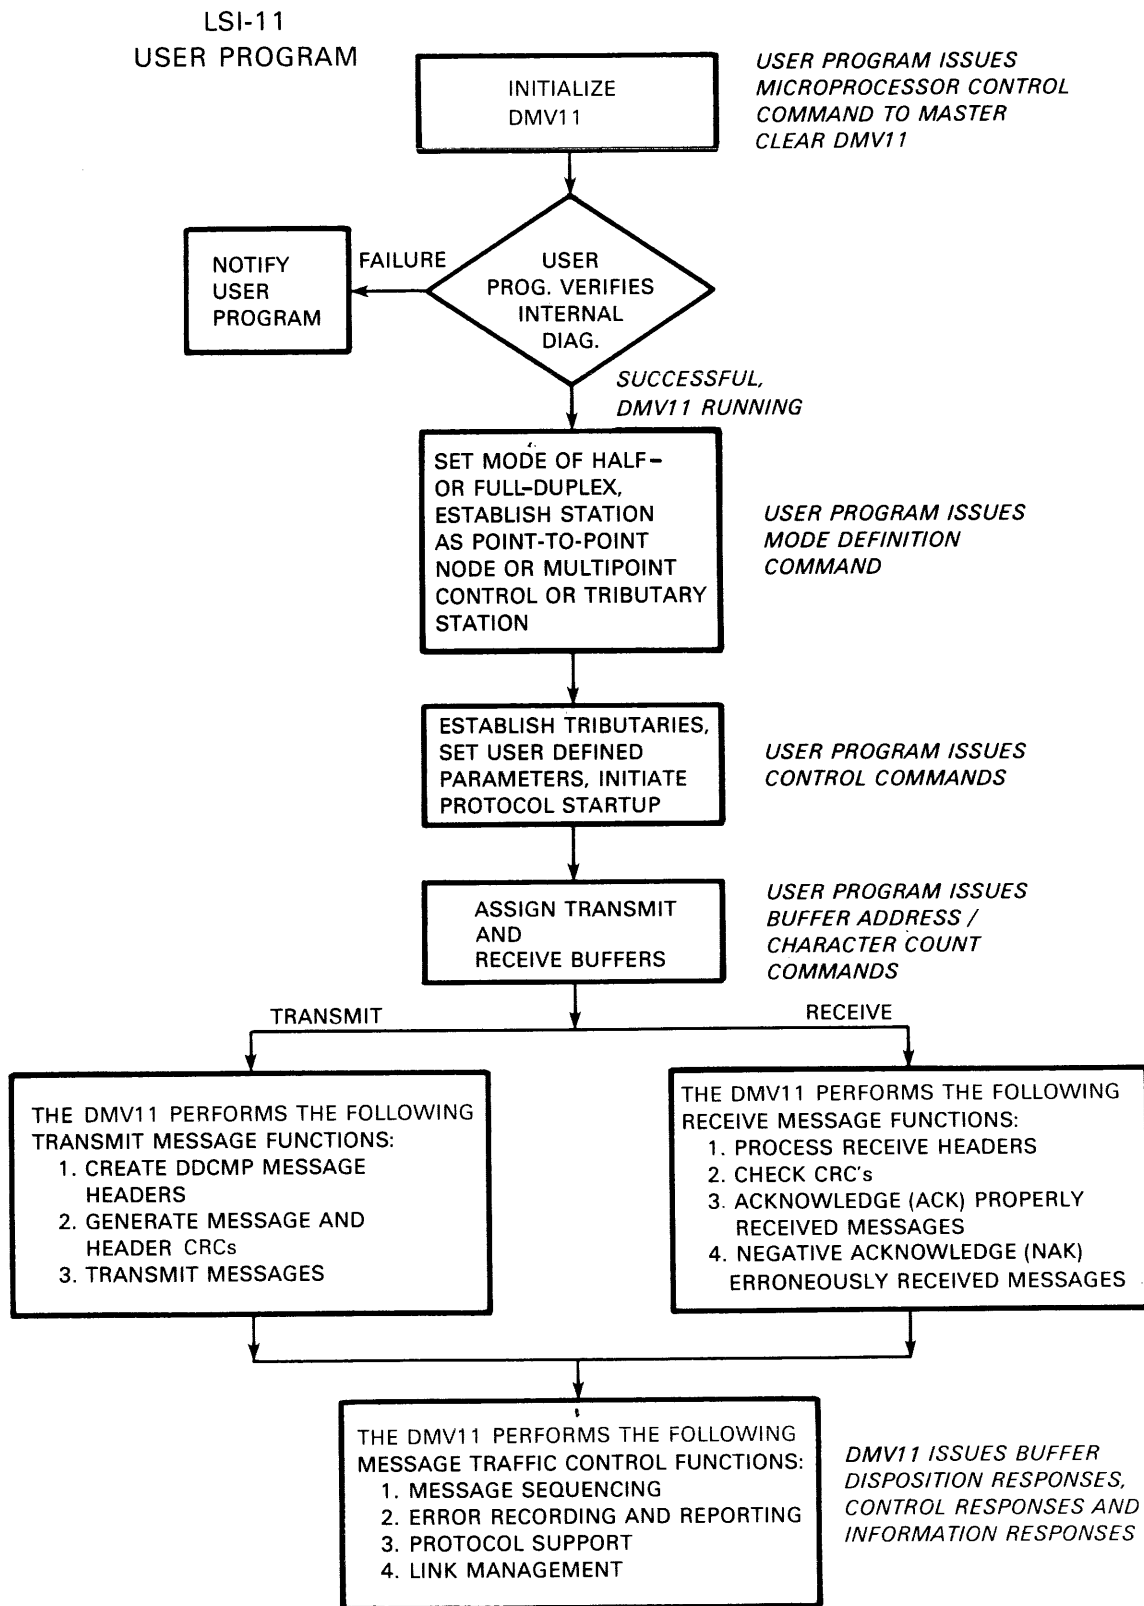 LSI-11
USER PROGRAM
INITIALIZE
DMV11
USER PROGRAM ISSUES
MICROPROCESSOR CONTROL
COMMAND TO MASTER
CLEAR DMV11
NOTIFY
USER
PROGRAM
FAILURE
USER
PROG. VERIFIES
INTERNAL
DIAG.
SUCCESSFUL,
DMV11 RUNNING
SET MODE OF HALF-
OR FULL-DUPLEX,
ESTABLISH STATION
AS POINT-TO-POINT
NODE OR MULTIPOINT
CONTROL OR TRIBUTARY
STATION
USER PROGRAM ISSUES
MODE DEFINITION
COMMAND
ESTABLISH TRIBUTARIES,
SET USER DEFINED
PARAMETERS, INITIATE
PROTOCOL STARTUP
USER PROGRAM ISSUES
CONTROL COMMANDS
ASSIGN TRANSMIT
AND
RECEIVE BUFFERS
USER PROGRAM ISSUES
BUFFER ADDRESS /
CHARACTER COUNT
COMMANDS
TRANSMIT
RECEIVE
THE DMV11 PERFORMS THE FOLLOWING
TRANSMIT MESSAGE FUNCTIONS:
1. CREATE DDCMP MESSAGE
HEADERS
2. GENERATE MESSAGE AND
HEADER CRCs
3. TRANSMIT MESSAGES
THE DMV11 PERFORMS THE FOLLOWING
RECEIVE MESSAGE FUNCTIONS:
1. PROCESS RECEIVE HEADERS
2. CHECK CRC's
3. ACKNOWLEDGE (ACK) PROPERLY
RECEIVED MESSAGES
4. NEGATIVE ACKNOWLEDGE (NAK)
ERRONEOUSLY RECEIVED MESSAGES
THE DMV11 PERFORMS THE FOLLOWING
MESSAGE TRAFFIC CONTROL FUNCTIONS:
1. MESSAGE SEQUENCING
2. ERROR RECORDING AND REPORTING
3. PROTOCOL SUPPORT
4. LINK MANAGEMENT
DMV11 ISSUES BUFFER
DISPOSITION RESPONSES,
CONTROL RESPONSES AND
INFORMATION RESPONSES